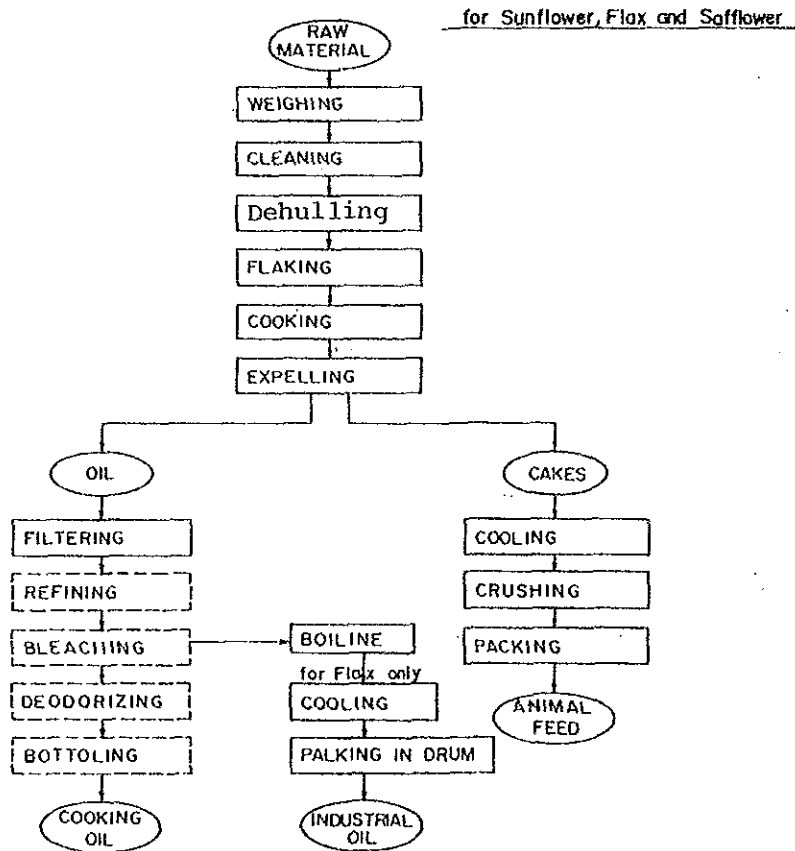 for Sunflower, Flax and Safflower
RAW
MATERIAL
WEIGHING
CLEANING
Dehulling
FLAKING
COOKING
EXPELLING
OIL
FILTERING
REFINING
BLEACHING
DEODORIZING
BOTTOLING
COOKING
OIL
BOILINE
for Flax only
COOLING
PALKING IN DRUM
INDUSTRIAL
OIL
CAKES
COOLING
CRUSHING
PACKING
ANIMAL
FEED